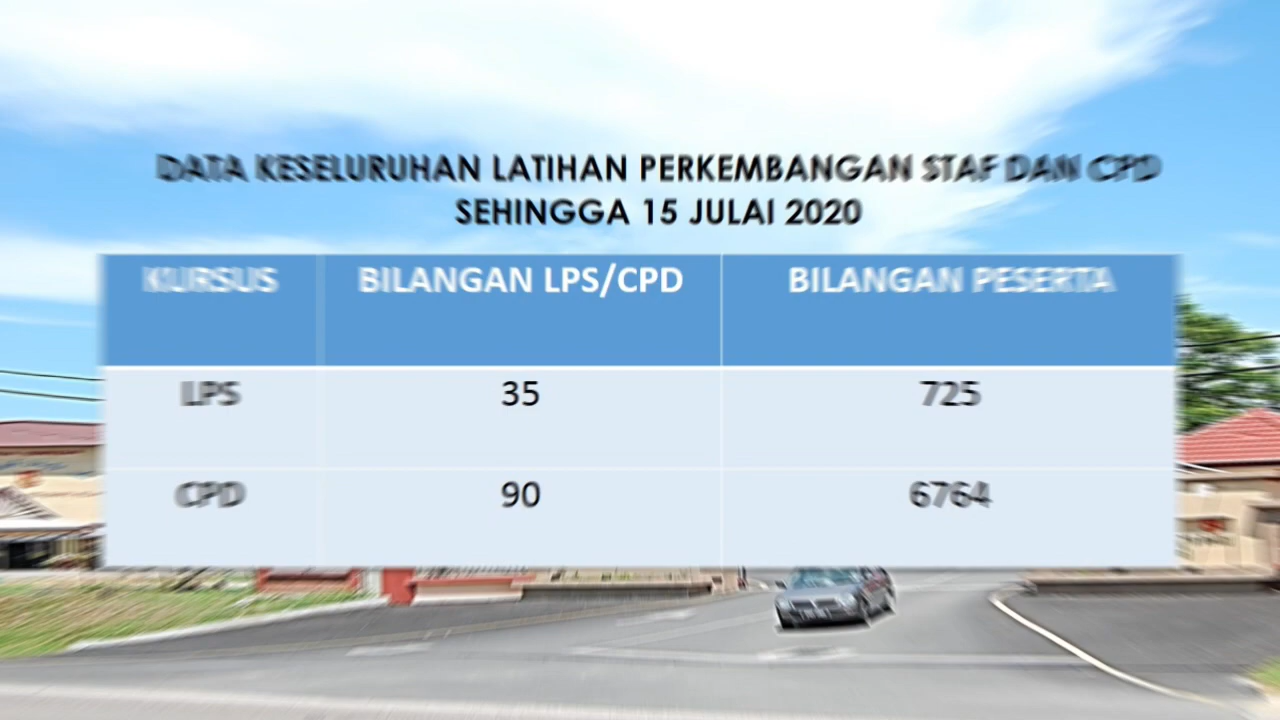 DATA KESELURUHAN LATIHAN PERKEMBANGAN STAF DAN CPD
SEHINGGA 15 JULAI 2020
KURSUS BILANGAN LPS/CPD BILANGAN PESERTA
LPS 35 725
CPD 90 6764